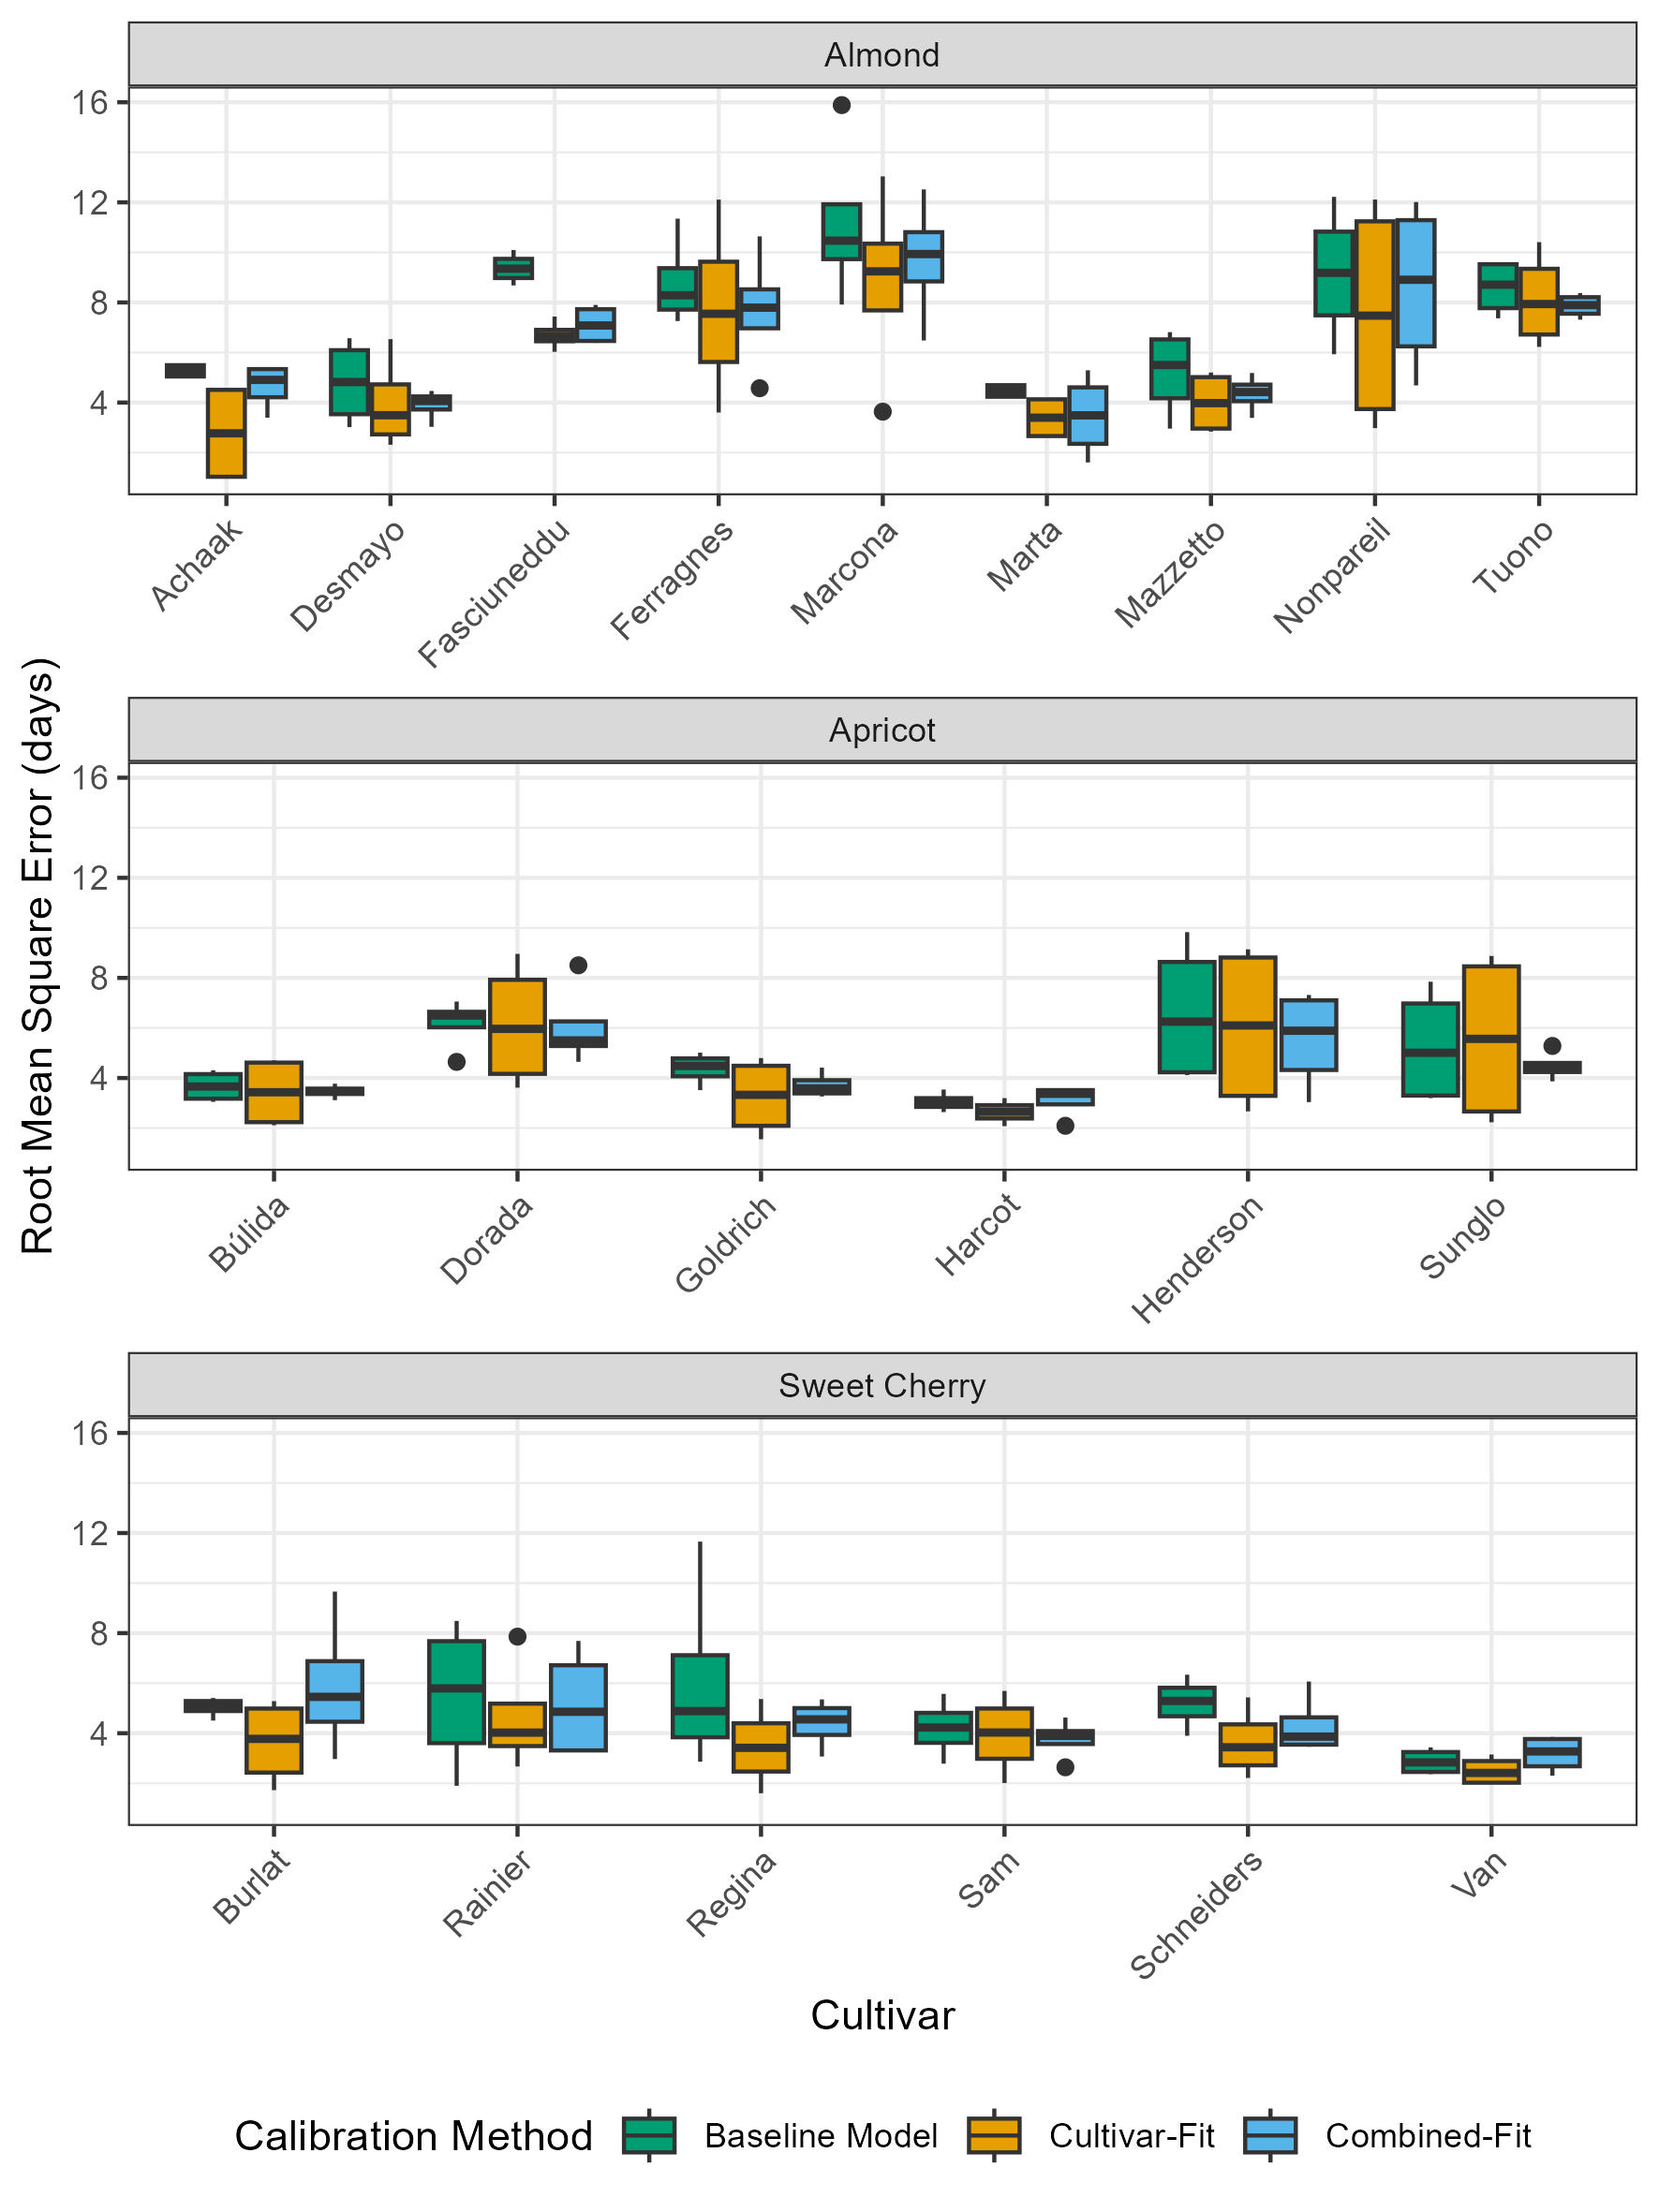 Almond
16
12
8
4
Achaak
Desmayo
Fasciuneddu
Ferragnes
Marcona
Marta
Mazzetto
Nonpareil
Tuono
Root Mean Square Error (days)
Apricot
16
12
8
4
Búlida
Dorada
Goldrich
Harcot
Henderson
Sunglo
Sweet Cherry
16
12
8
4
Burlat
Rainier
Regina
Sam
Schneiders
Van
Cultivar
Calibration Method Baseline Model Cultivar-Fit Combined-Fit